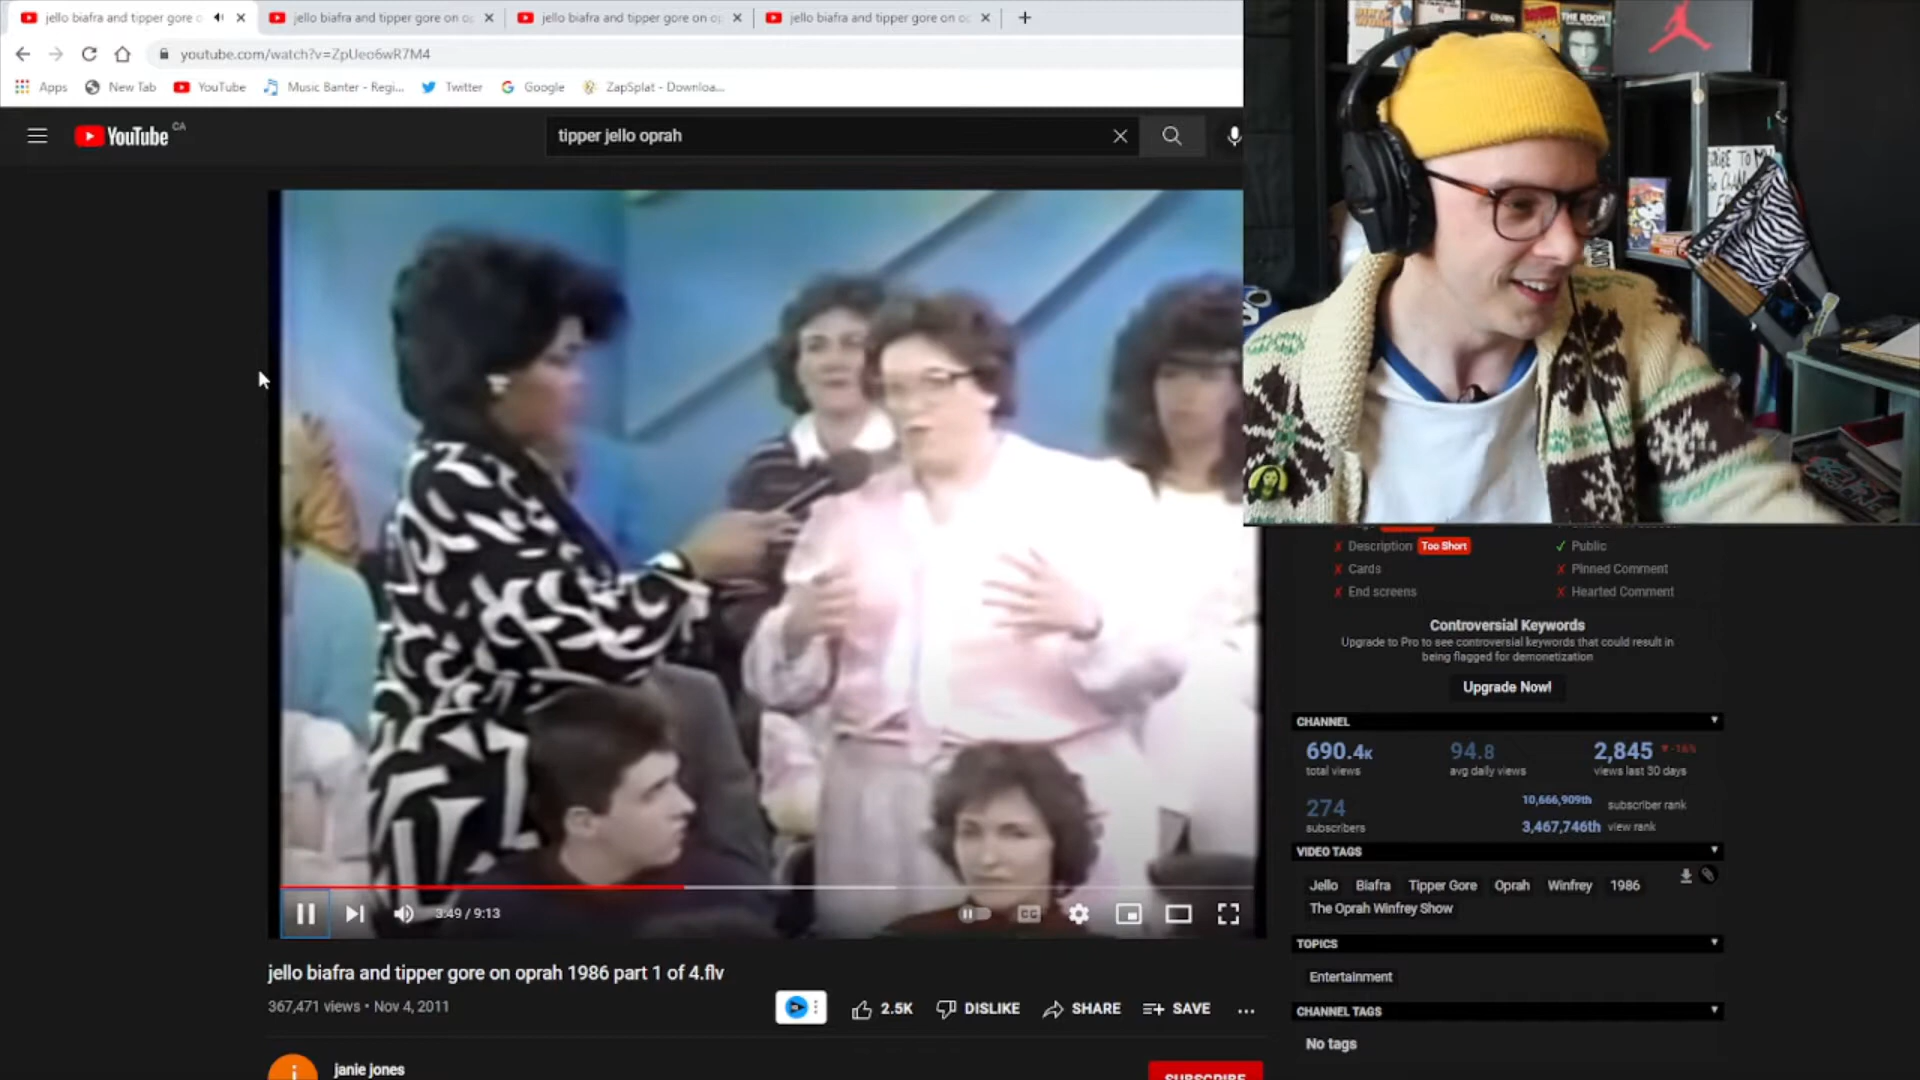 jello biafra and tipper gore o
jello biafra and tipper gore on o
jello biafra and tipper gore on o
jello biafra and tipper gore on o
youtube.com/watch?v=ZpUeo6wR7M4
Apps
New Tab
YouTube
Music Banter - Regi...
Twitter
Google
ZapSplat - Downloa...
YouTube CA
tipper jello oprah
THE ROOM
Description Too Short
Public
Cards
Pinned Comment
End screens
Hearted Comment
Controversial Keywords
Upgrade to Pro to see controversial keywords that could result in
being flagged for demonetization
Upgrade Now!
CHANNEL
690.4K 94.8 2,845 -16%
total views avg daily views views last 30 days
274 10,666,909th subscriber rank
subscribers 3,467,746th view rank
VIDEO TAGS
Jello Biafra Tipper Gore Oprah Winfrey 1986
The Oprah Winfrey Show
TOPICS
Entertainment
CHANNEL TAGS
No tags
3:49 / 9:13
CC
jello biafra and tipper gore on oprah 1986 part 1 of 4.flv
367,471 views • Nov 4, 2011
2.5K
DISLIKE
SHARE
SAVE
janie jones
SUBSCRIBE